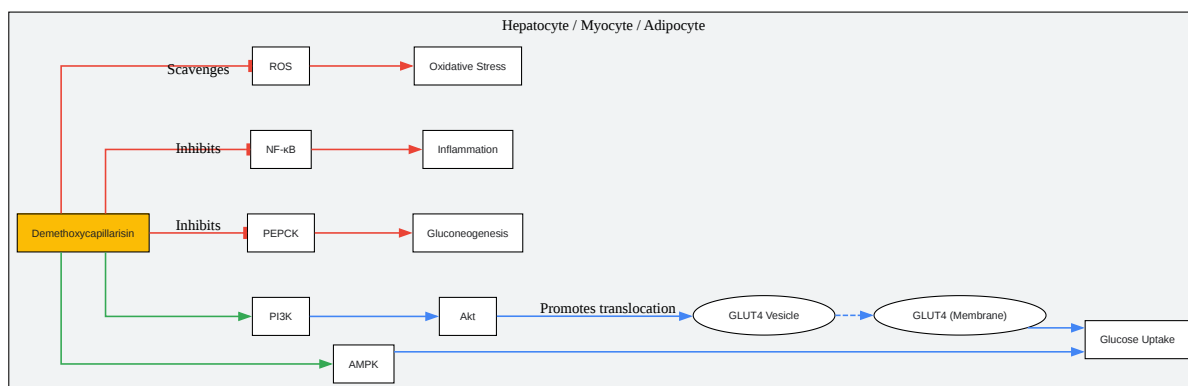 Hepatocyte / Myocyte / Adipocyte
Scavenges
ROS
Oxidative Stress
Inhibits
NF-κB
Inflammation
Demethoxycapillarisin
Inhibits
PEPCK
Gluconeogenesis
PI3K
Akt
Promotes translocation
GLUT4 Vesicle
GLUT4 (Membrane)
Glucose Uptake
AMPK